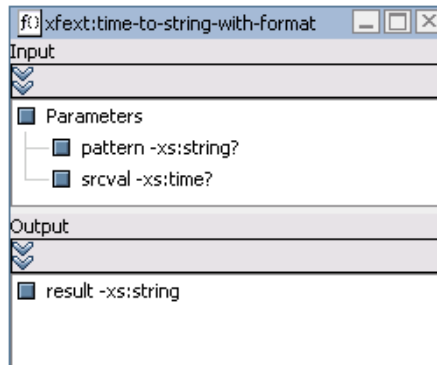 f() xfext:time-to-string-with-format
Input
Parameters
pattern -xs:string?
srcval -xs:time?
Output
result -xs:string